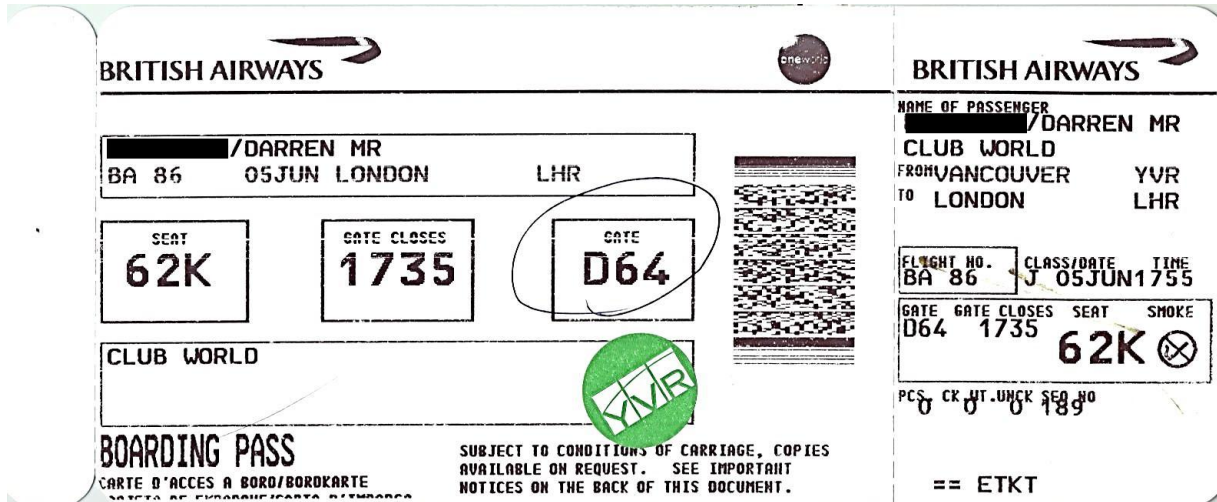 BRITISH AIRWAYS
oneworld
/DARREN MR
BA 86 05JUN LONDON LHR
SEAT
62K
GATE CLOSES
1735
GATE
D64
CLUB WORLD
YVR
BOARDING PASS
CARTE D'ACCES A BORD/BORDKARTE
SUBJECT TO CONDITIONS OF CARRIAGE, COPIES
AVAILABLE ON REQUEST. SEE IMPORTANT
NOTICES ON THE BACK OF THIS DOCUMENT.
BRITISH AIRWAYS
NAME OF PASSENGER
/DARREN MR
CLUB WORLD
FROM VANCOUVER YVR
TO LONDON LHR
FLIGHT NO. CLASS/DATE TIME
BA 86 J 05JUN1755
GATE GATE CLOSES SEAT SMOKE
D64 1735 62K
PCS. CK.WT.UNCK SEQ NO
0 0 0 189
== ETKT